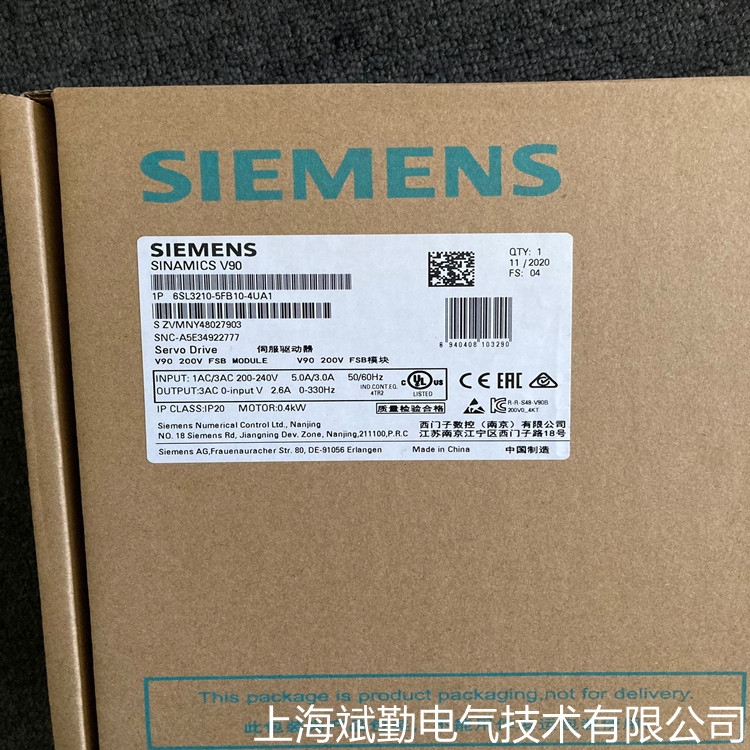 SIEMENS
SIEMENS
SINAMICS V90
QTY: 1
11 / 2020
FS: 04
1P 6SL3210-5FB10-4UA1
S ZVMNY48027903
SNC-A5E34922777
6 940408 103290
Servo Drive 伺服驱动器
V90 200V FSB MODULE V90 200V FSB模块
INPUT: 1AC/3AC 200-240V 5.0A/3.0A 50/60Hz
OUTPUT:3AC 0-input V 2.6A 0-330Hz
IND.CONT.EQ.
4TR2
c UL US
LISTED
CE EAC
IP CLASS:IP20 MOTOR:0.4kW
质量检验合格
R-R-S49-V90B
200V0_4KT
Siemens Numerical Control Ltd., Nanjing
NO. 18 Siemens Rd, Jiangning Dev. Zone, Nanjing,211100,P.R.C
西门子数控（南京）有限公司
江苏南京江宁区西门子路18号
Siemens AG,Frauenauracher Str. 80, DE-91056 Erlangen
Made in China
中国制造
This package is product packaging,not evidence
上海斌勤电气技术有限公司